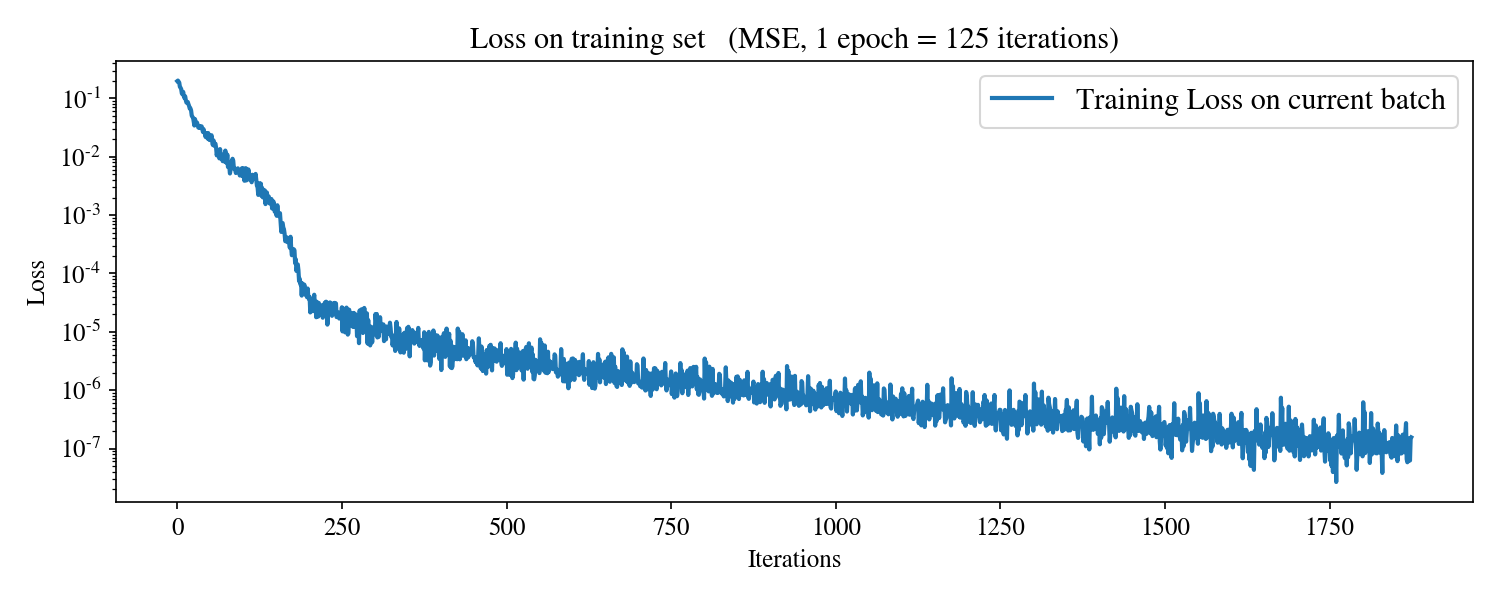 Loss on training set (MSE, 1 epoch = 125 iterations)
Training Loss on current batch
Loss
10-1
10-2
10-3
10-4
10-5
10-6
10-7
0 250 500 750 1000 1250 1500 1750
Iterations